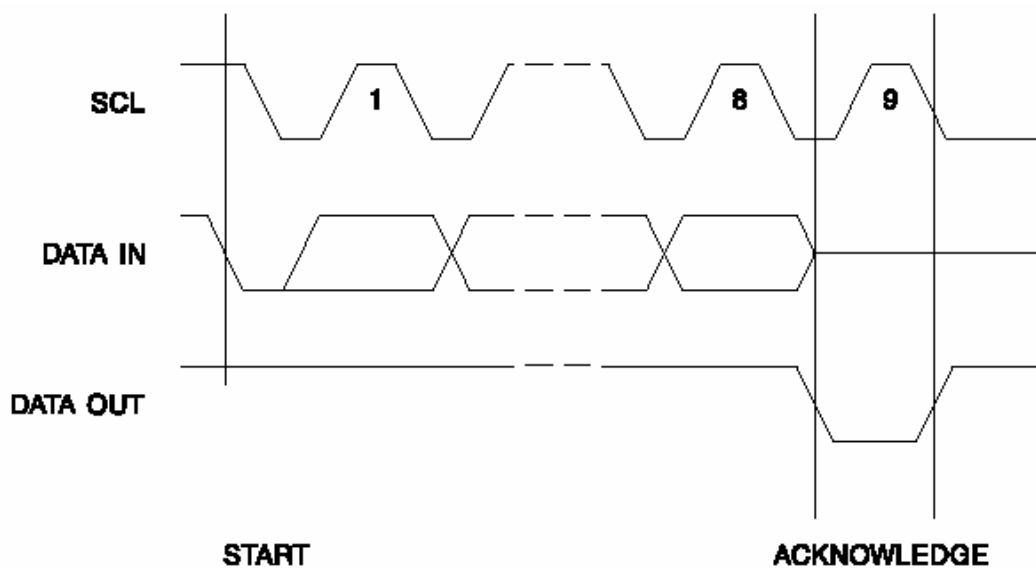 SCL
1
8
9
DATA IN
DATA OUT
START
ACKNOWLEDGE